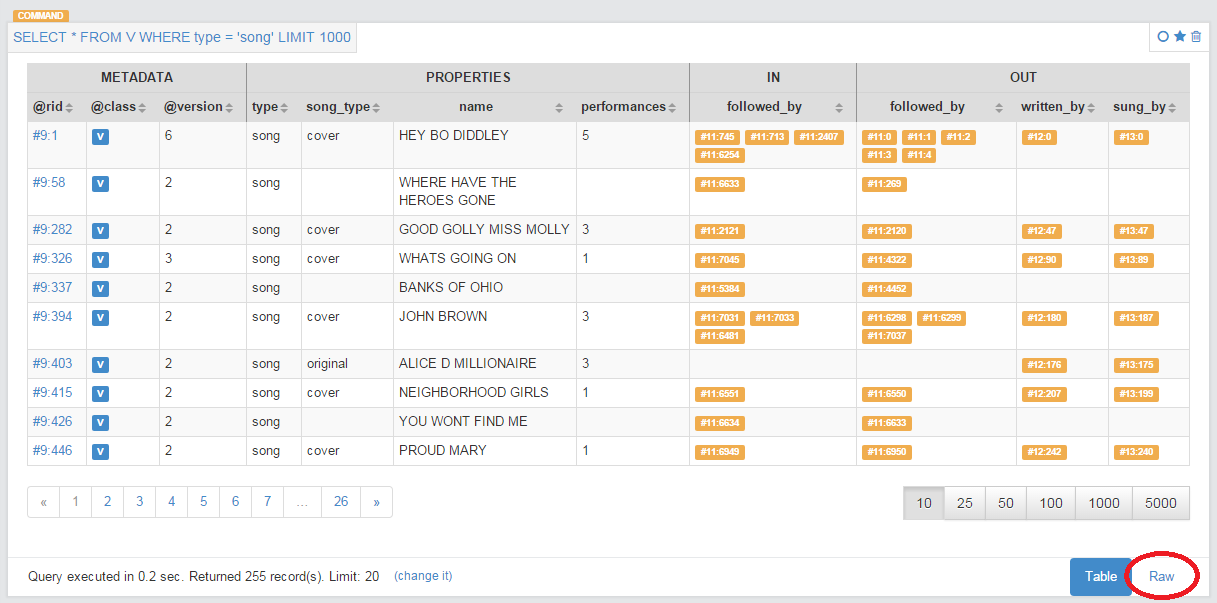 COMMAND
SELECT * FROM V WHERE type = 'song' LIMIT 1000
METADATA PROPERTIES IN OUT
@rid @class @version type song_type name performances followed_by followed_by written_by sung_by
#9:1 V 6 song cover HEY BO DIDDLEY 5 #11:745 #11:713 #11:2407 #11:0 #11:1 #11:2 #12:0 #13:0
#11:6254 #11:3 #11:4
#9:58 V 2 song WHERE HAVE THE #11:6633 #11:269
HEROES GONE
#9:282 V 2 song cover GOOD GOLLY MISS MOLLY 3 #11:2121 #11:2120 #12:47 #13:47
#9:326 V 3 song cover WHATS GOING ON 1 #11:7045 #11:4322 #12:90 #13:89
#9:337 V 2 song BANKS OF OHIO #11:5384 #11:4452
#9:394 V 2 song cover JOHN BROWN 3 #11:7031 #11:7033 #11:6298 #11:6299 #12:180 #13:187
#11:6481 #11:7037
#9:403 V 2 song original ALICE D MILLIONAIRE 3 #12:176 #13:175
#9:415 V 2 song cover NEIGHBORHOOD GIRLS 1 #11:6551 #11:6550 #12:207 #13:199
#9:426 V 2 song YOU WONT FIND ME #11:6634 #11:6633
#9:446 V 2 song cover PROUD MARY 1 #11:6949 #11:6950 #12:242 #13:240
« 1 2 3 4 5 6 7 ... 26 » 10 25 50 100 1000 5000
Query executed in 0.2 sec. Returned 255 record(s). Limit: 20 (change it) Table Raw